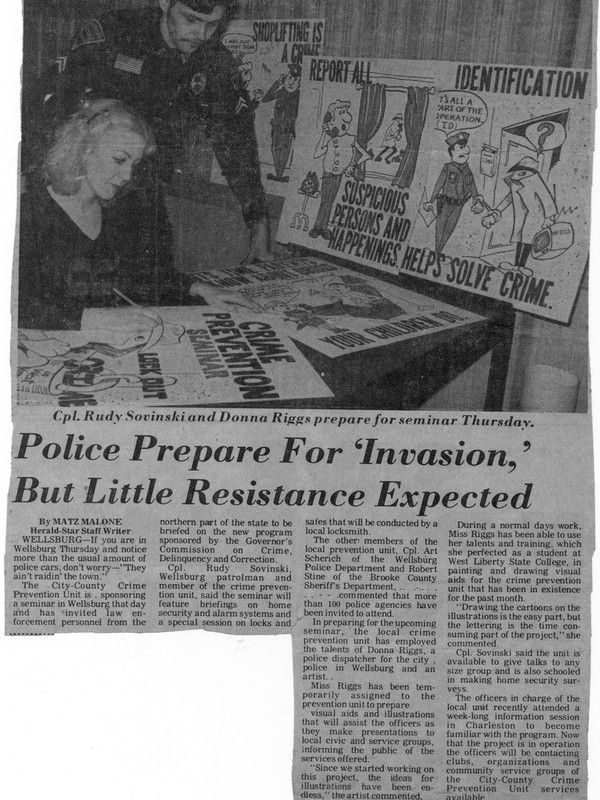 SHOPLIFTING IS
A CRIME
REPORT ALL
IDENTIFICATION
IT'S ALL A
PART OF THE
OPERATION.
I.D.
?
SUSPICIOUS
PERSONS AND
HAPPENINGS.
HELPS SOLVE CRIME.
YOUR CHILDREN
CRIME
PREVENTION
SEMINAR
LOCK OUT
CRIME
Cpl. Rudy Sovinski and Donna Riggs prepare for seminar Thursday.
Police Prepare For 'Invasion,'
But Little Resistance Expected
By MATZ MALONE
Herald-Star Staff Writer
WELLSBURG—If you are in
Wellsburg Thursday and notice
more than the usual amount of
police cars, don't worry—"They
ain't raidin' the town."
The City-County Crime
Prevention Unit is . sponsoring
a seminar in Wellsburg that day
and has invited law en-
forcement personnel from the
northern part of the state to be
briefed on the new program
sponsored by the Governor's
Commission on Crime,
Delinquency and Correction.
Cpl. Rudy Sovinski,
Wellsburg patrolman and
member of the crime preven-
tion unit, said the seminar will
feature briefings on home
security and alarm systems and
a special session on locks and
safes that will be conducted by a
local locksmith.
The other members of the
local prevention unit, Cpl. Art
Scherich of the Wellsburg
Police Department and Robert
Stine of the Brooke County
Sheriff's Department, .. . . . .
. . . . . commented that more
than 100 police agencies have
been invited to attend.
In preparing for the upcoming
seminar, the local crime
prevention unit has employed
the talents of Donna Riggs, a
police dispatcher for the city .
police in Wellsburg and an
artist. .
Miss Riggs has been tem-
porarily assigned to the
prevention unit to prepare
visual aids and illustrations
that will assist the officers as
they make presentations to
local civic and service groups,
informing the public of the
services offered.
"Since we started working on
this project, the ideas for
illustrations have been en-
dless," the artist commented.
During a normal days work,
Miss Riggs has been able to use
her talents and training, which
she perfected as a student at
West Liberty State College, in
painting and drawing visual
aids for the crime prevention
unit that has been in existence
for the past month.
"Drawing the cartoons on the
illustrations is the easy part, but
the lettering is the time con-
suming part of the project," she
commented.
Cpl. Sovinski said the unit is
available to give talks to any
size group and is also schooled
in making home security sur-
veys.
The officers in charge of the
local unit recently attended a
week-long information session
in Charleston to become
familiar with the program. Now
that the project is in operation
the officers will be contacting
clubs, organizations and
community service groups of
the City-County Crime
Prevention Unit services
available.